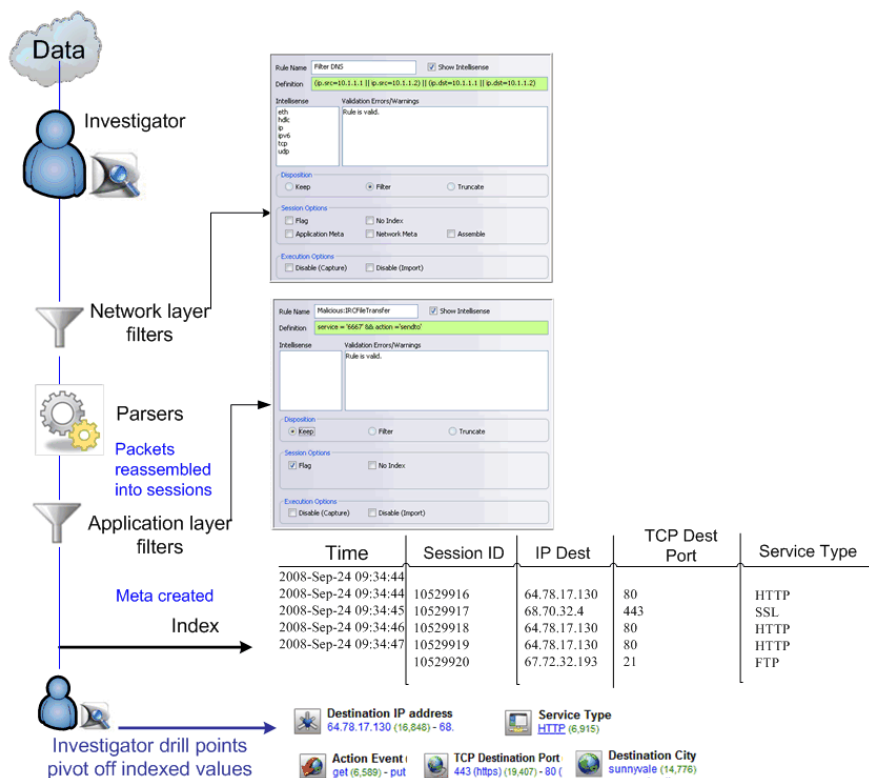 Data
Investigator
Rule Name Filter DNS Show Intellisense
Definition (ip.src=10.1.1.1 || ip.src=10.1.1.2) || (ip.dst=10.1.1.1 || ip.dst=10.1.1.2)
Intellisense Validation Errors/Warnings
eth
hdlc
ip
ipv6
tcp
udp
Rule is valid.
Disposition
Keep Filter Truncate
Session Options
Flag No Index
Application Meta Network Meta Assemble
Execution Options
Disable (Capture) Disable (Import)
Network layer
filters
Rule Name Malicious:IRCFileTransfer Show Intellisense
Definition service = '6667' && action ='sendto'
Intellisense Validation Errors/Warnings
Rule is valid.
Disposition
Keep Filter Truncate
Session Options
Flag No Index
Execution Options
Disable (Capture) Disable (Import)
Parsers
Packets
reassembled
into sessions
Application layer
filters
Meta created
Index
Time Session ID IP Dest TCP Dest Port Service Type
2008-Sep-24 09:34:44
2008-Sep-24 09:34:44 10529916 64.78.17.130 80 HTTP
2008-Sep-24 09:34:45 10529917 68.70.32.4 443 SSL
2008-Sep-24 09:34:46 10529918 64.78.17.130 80 HTTP
2008-Sep-24 09:34:47 10529919 64.78.17.130 80 HTTP
10529920 67.72.32.193 21 FTP
Investigator drill points
pivot off indexed values
Destination IP address
64.78.17.130 (16,848) - 68.
Service Type
HTTP (6,915)
Action Event
get (6,589) - put
TCP Destination Port
443 (https) (19,407) - 80 (
Destination City
sunnyvale (14,776)